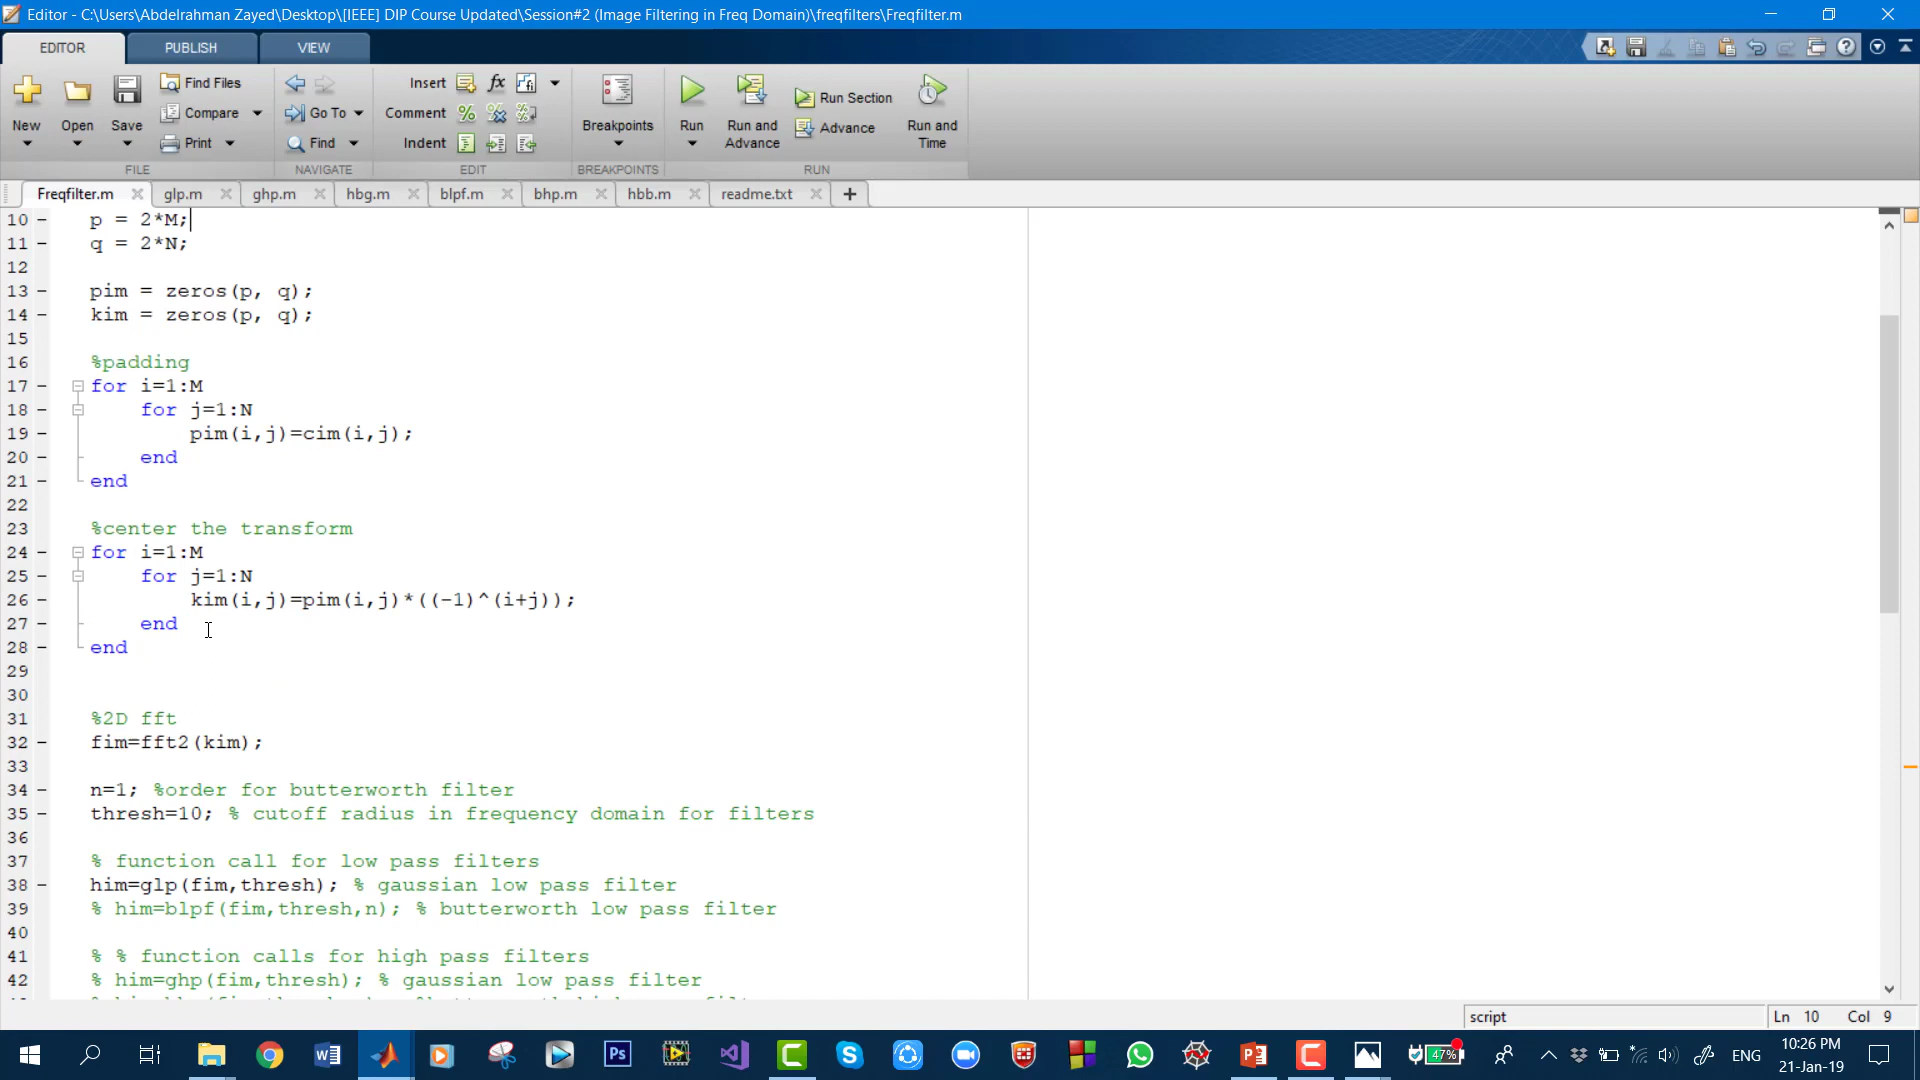 Editor - C:\Users\Abdelrahman Zayed\Desktop\[IEEE] DIP Course Updated\Session#2 (Image Filtering in Freq Domain)\freqfilters\Freqfilter.m
EDITOR PUBLISH VIEW
New Open Save Find Files Compare Print
Go To Find
Insert fx
Comment
Indent
Breakpoints
Run
Run and Advance
Run Section
Advance
Run and Time
FILE NAVIGATE EDIT BREAKPOINTS RUN
Freqfilter.m glp.m ghp.m hbg.m blpf.m bhp.m hbb.m readme.txt
10 - p = 2*M;
11 - q = 2*N;
12
13 - pim = zeros(p, q);
14 - kim = zeros(p, q);
15
16 %padding
17 - for i=1:M
18 - for j=1:N
19 - pim(i,j)=cim(i,j);
20 - end
21 - end
22
23 %center the transform
24 - for i=1:M
25 - for j=1:N
26 - kim(i,j)=pim(i,j)*((-1)^(i+j));
27 - end
28 - end
29
30
31 %2D fft
32 - fim=fft2(kim);
33
34 - n=1; %order for butterworth filter
35 - thresh=10; % cutoff radius in frequency domain for filters
36
37 % function call for low pass filters
38 - him=glp(fim,thresh); % gaussian low pass filter
39 % him=blpf(fim,thresh,n); % butterworth low pass filter
40
41 % % function calls for high pass filters
42 % him=ghp(fim,thresh); % gaussian low pass filter
script Ln 10 Col 9
47% ENG 10:26 PM
21-Jan-19